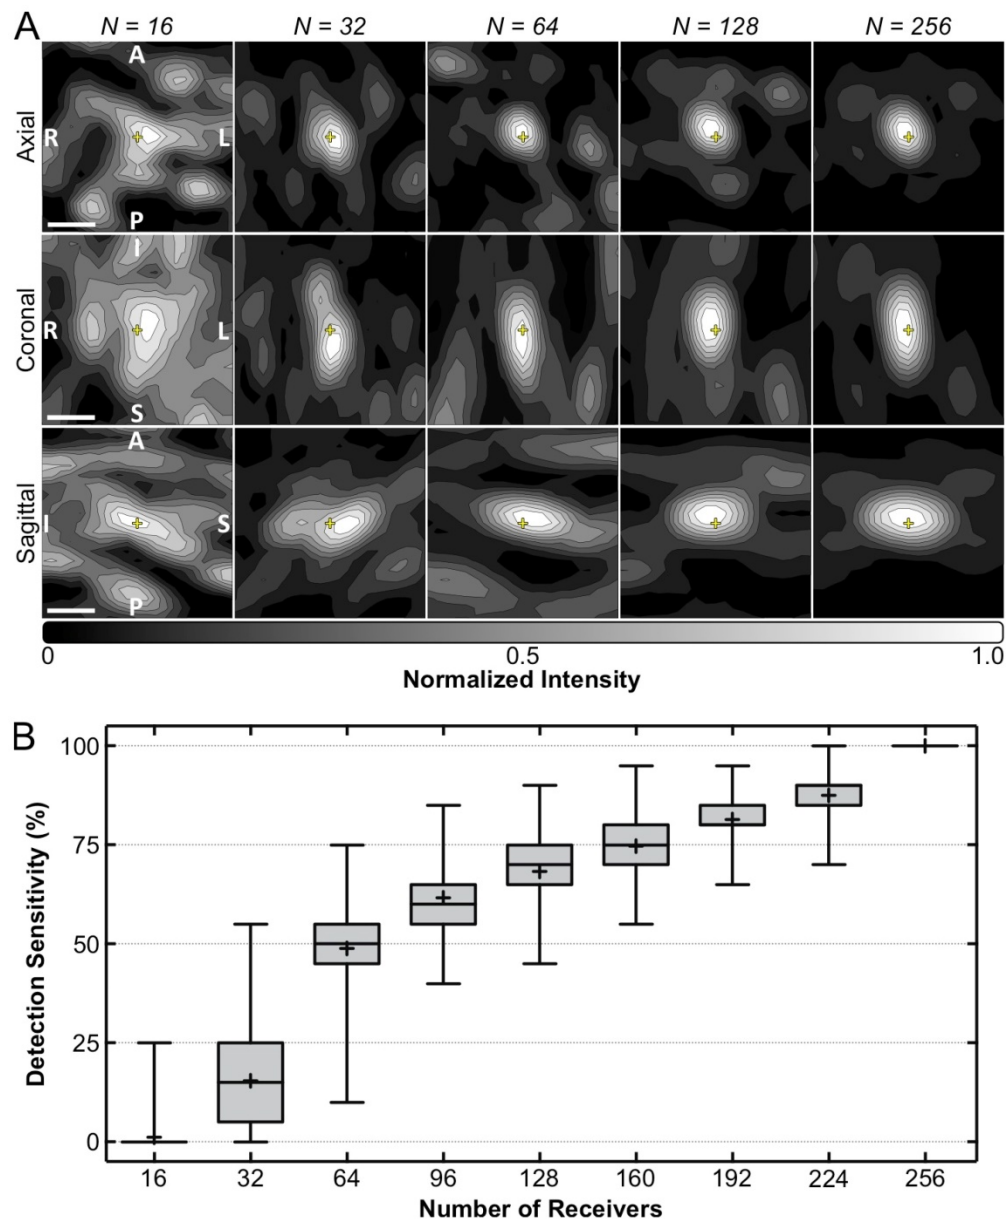 A
N = 16 N = 32 N = 64 N = 128 N = 256
Axial
A
R L
P
Coronal
I
R L
S
Sagittal
A
I S
P
0 0.5 1.0
Normalized Intensity
B
Detection Sensitivity (%)
100
75
50
25
0
16 32 64 96 128 160 192 224 256
Number of Receivers